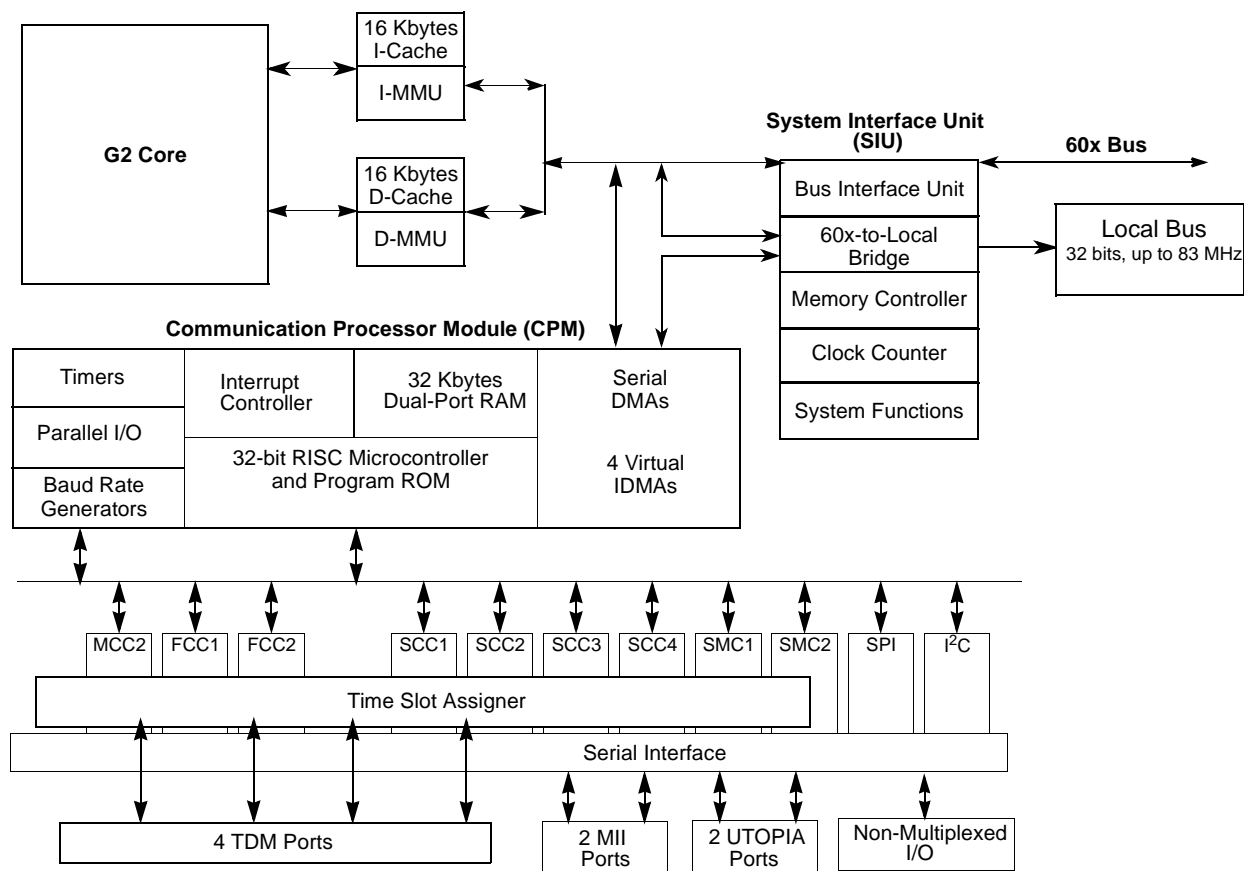 G2 Core
16 Kbytes
I-Cache
I-MMU
16 Kbytes
D-Cache
D-MMU
System Interface Unit
(SIU)
Bus Interface Unit
60x-to-Local
Bridge
Memory Controller
Clock Counter
System Functions
60x Bus
Local Bus
32 bits, up to 83 MHz
Communication Processor Module (CPM)
Timers
Parallel I/O
Baud Rate
Generators
Interrupt
Controller
32 Kbytes
Dual-Port RAM
32-bit RISC Microcontroller
and Program ROM
Serial
DMAs
4 Virtual
IDMAs
MCC2
FCC1
FCC2
SCC1
SCC2
SCC3
SCC4
SMC1
SMC2
SPI
I²C
Time Slot Assigner
Serial Interface
4 TDM Ports
2 MII
Ports
2 UTOPIA
Ports
Non-Multiplexed
I/O